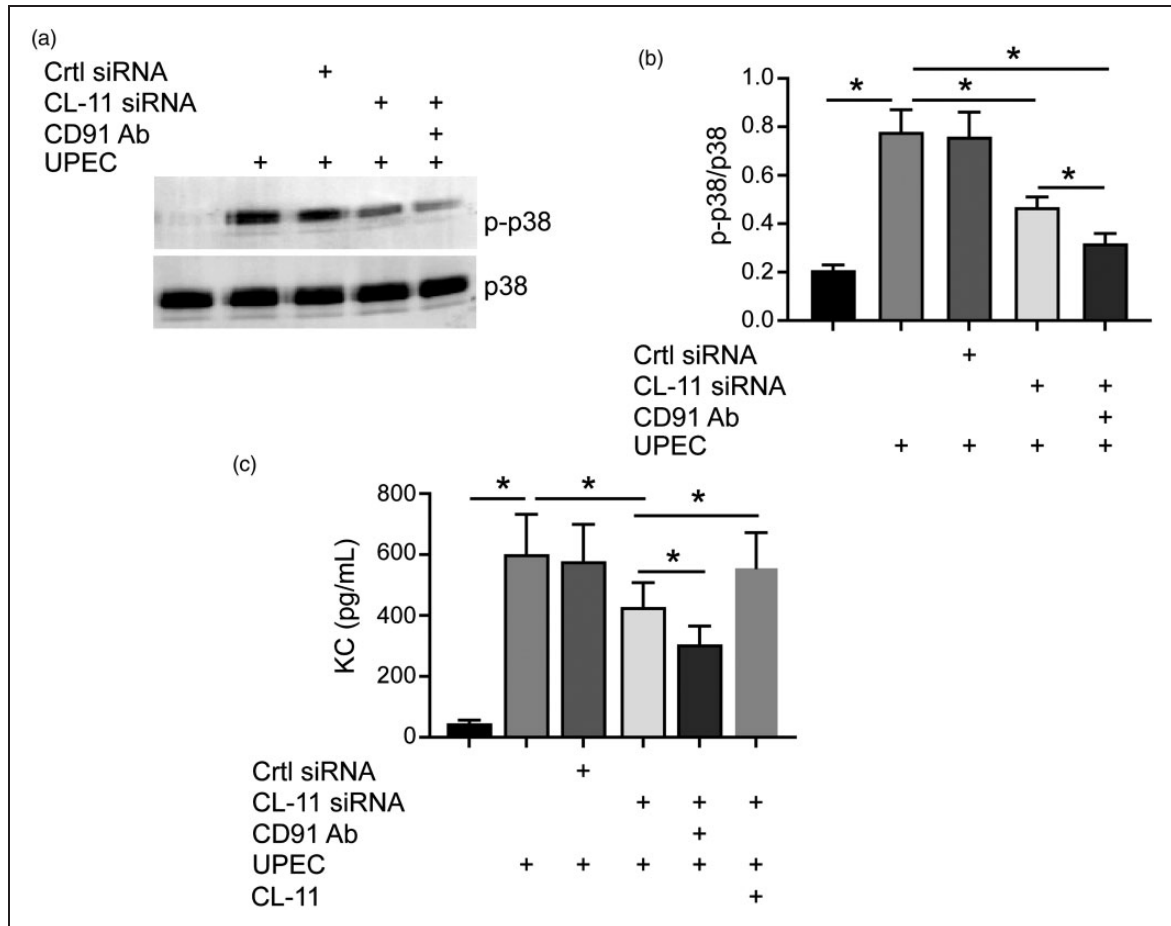 (a)
Crtl siRNA +
CL-11 siRNA + +
CD91 Ab +
UPEC + + + +
p-p38
p38
(b)
* * * *
p-p38/p38
1.0
0.8
0.6
0.4
0.2
0.0
Crtl siRNA +
CL-11 siRNA + +
CD91 Ab +
UPEC + + + +
(c)
* * * *
KC (pg/mL)
800
600
400
200
0
Crtl siRNA +
CL-11 siRNA + + +
CD91 Ab +
UPEC + + + + +
CL-11 +